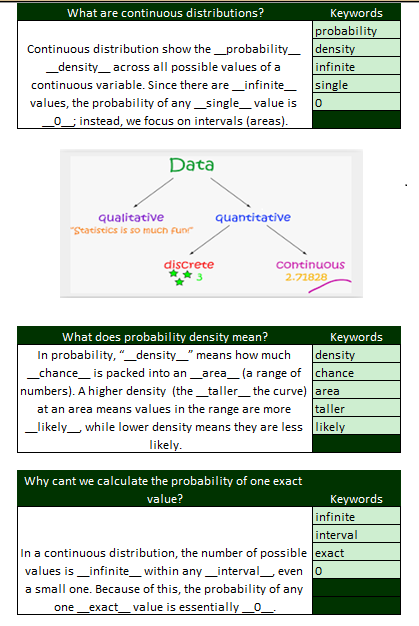 What are continuous distributions?
Keywords
Continuous distribution show the __probability__
__density__ across all possible values of a
continuous variable. Since there are __infinite__
values, the probability of any __single__ value is
__0__; instead, we focus on intervals (areas).
probability
density
infinite
single
0
Data
qualitative
quantitative
"Statistics is so much fun!"
discrete
continuous
3
2.71828
What does probability density mean?
Keywords
In probability, “__density__” means how much
__chance__ is packed into an __area__ (a range of
numbers). A higher density (the __taller__ the curve)
at an area means values in the range are more
__likely__, while lower density means they are less
likely.
density
chance
area
taller
likely
Why cant we calculate the probability of one exact
value?
Keywords
In a continuous distribution, the number of possible
values is __infinite__ within any __interval__, even
a small one. Because of this, the probability of any
one __exact__ value is essentially __0__.
infinite
interval
exact
0